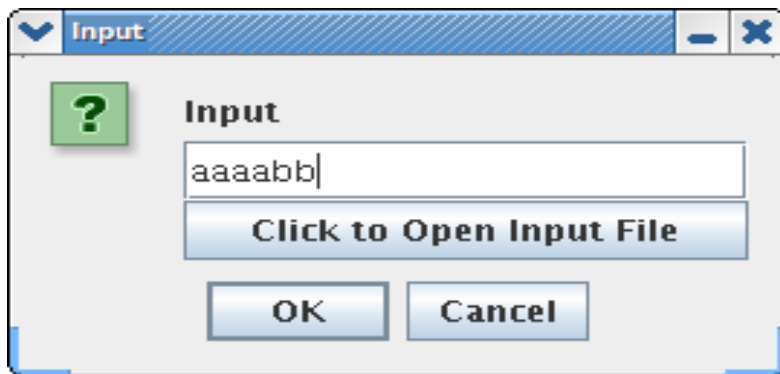 Input
?
Input
aaaabb
Click to Open Input File
OK Cancel